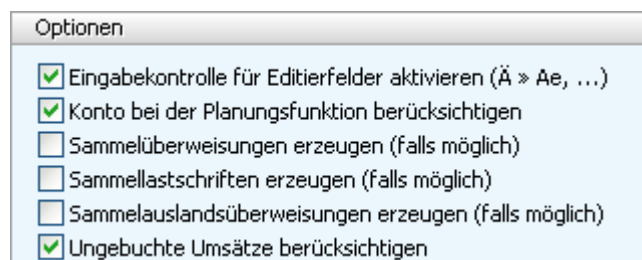 Optionen
Eingabekontrolle für Editierfelder aktivieren (Ä » Ae, ...)
Konto bei der Planungsfunktion berücksichtigen
Sammelüberweisungen erzeugen (falls möglich)
Sammellastschriften erzeugen (falls möglich)
Sammelauslandsüberweisungen erzeugen (falls möglich)
Ungebuchte Umsätze berücksichtigen